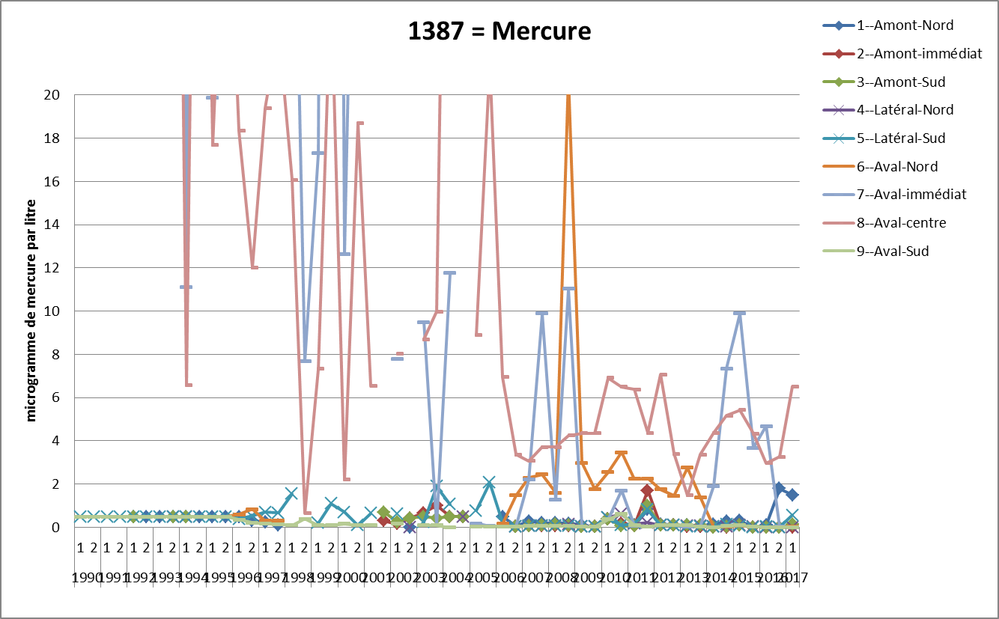 1387 = Mercure
1--Amont-Nord
2--Amont-immédiat
3--Amont-Sud
4--Latéral-Nord
5--Latéral-Sud
6--Aval-Nord
7--Aval-immédiat
8--Aval-centre
9--Aval-Sud
microgramme de mercure par litre
20
18
16
14
12
10
8
6
4
2
0
1 2 1 2 1 2 1 2 1 2 1 2 1 2 1 2 1 2 1 2 1 2 1 2 1 2 1 2 1 2 1 2 1 2 1 2 1 2 1 2 1 2 1 2 1 2 1 2 1 2 1 2 1 2 1
1990 1991 1992 1993 1994 1995 1996 1997 1998 1999 2000 2001 2002 2003 2004 2005 2006 2007 2008 2009 2010 2011 2012 2013 2014 2015 2016 2017